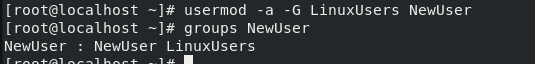 [root@localhost ~]# usermod -a -G LinuxUsers NewUser
[root@localhost ~]# groups NewUser
NewUser : NewUser LinuxUsers
[root@localhost ~]#